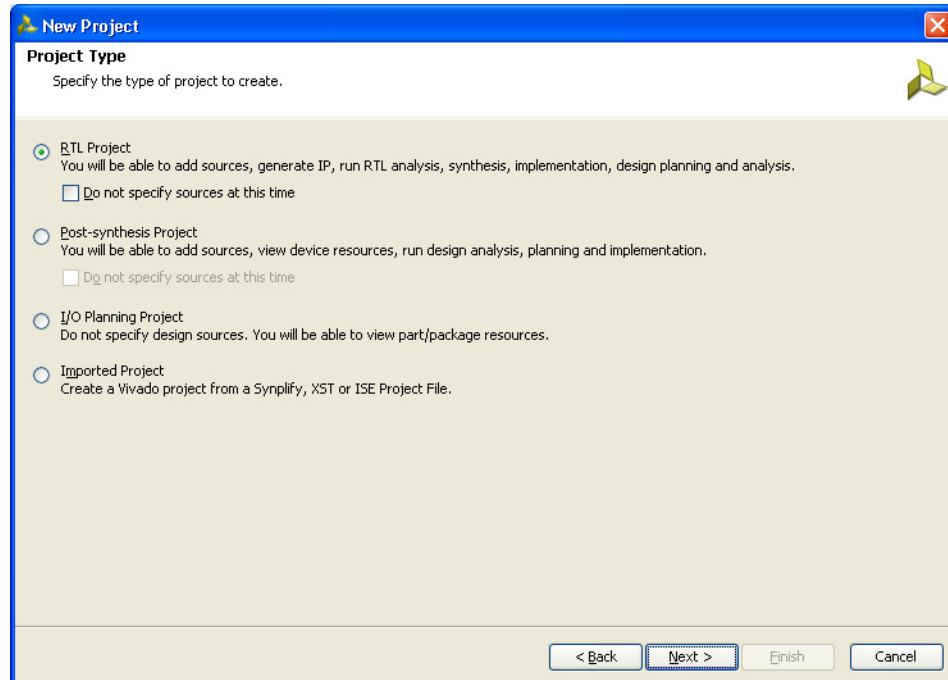 New Project
Project Type
Specify the type of project to create.
RTL Project
You will be able to add sources, generate IP, run RTL analysis, synthesis, implementation, design planning and analysis.
Do not specify sources at this time
Post-synthesis Project
You will be able to add sources, view device resources, run design analysis, planning and implementation.
Do not specify sources at this time
I/O Planning Project
Do not specify design sources. You will be able to view part/package resources.
Imported Project
Create a Vivado project from a Synplify, XST or ISE Project File.
< Back Next > Finish Cancel